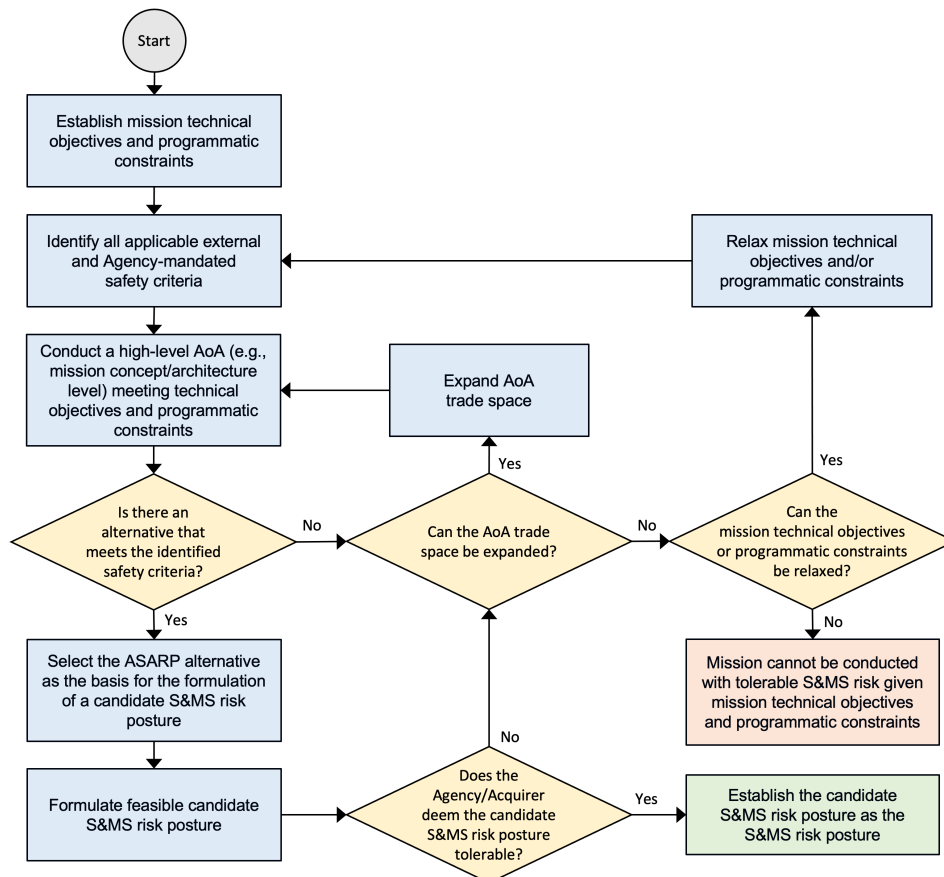 Start
Establish mission technical
objectives and programmatic
constraints
Identify all applicable external
and Agency-mandated
safety criteria
Relax mission technical
objectives and/or
programmatic constraints
Conduct a high-level AoA (e.g.,
mission concept/architecture
level) meeting technical
objectives and programmatic
constraints
Expand AoA
trade space
Is there an
alternative that
meets the identified
safety criteria?
No
Yes
Can the AoA trade
space be expanded?
Yes
No
Can the
mission technical objectives
or programmatic constraints
be relaxed?
Yes
No
Select the ASARP alternative
as the basis for the formulation
of a candidate S&MS risk
posture
Mission cannot be conducted
with tolerable S&MS risk given
mission technical objectives
and programmatic constraints
Formulate feasible candidate
S&MS risk posture
No
Does the
Agency/Acquirer
deem the candidate
S&MS risk posture
tolerable?
Yes
Establish the candidate
S&MS risk posture as the
S&MS risk posture